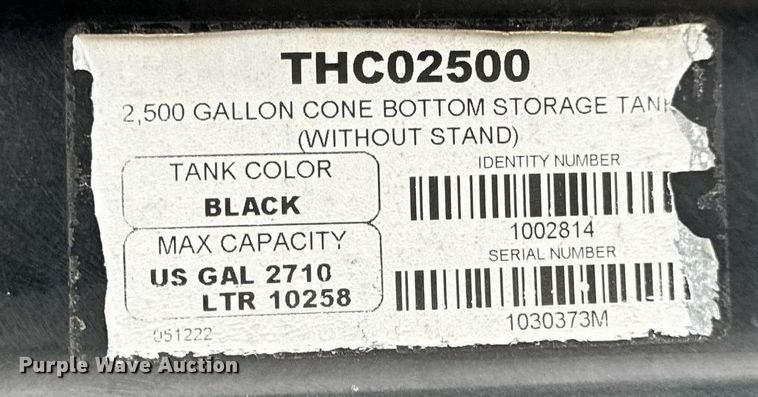 THC02500
2,500 GALLON CONE BOTTOM STORAGE TANK
(WITHOUT STAND)
TANK COLOR
BLACK
MAX CAPACITY
US GAL 2710
LTR 10258
051222
IDENTITY NUMBER
1002814
SERIAL NUMBER
1030373M
Purple Wave Auction